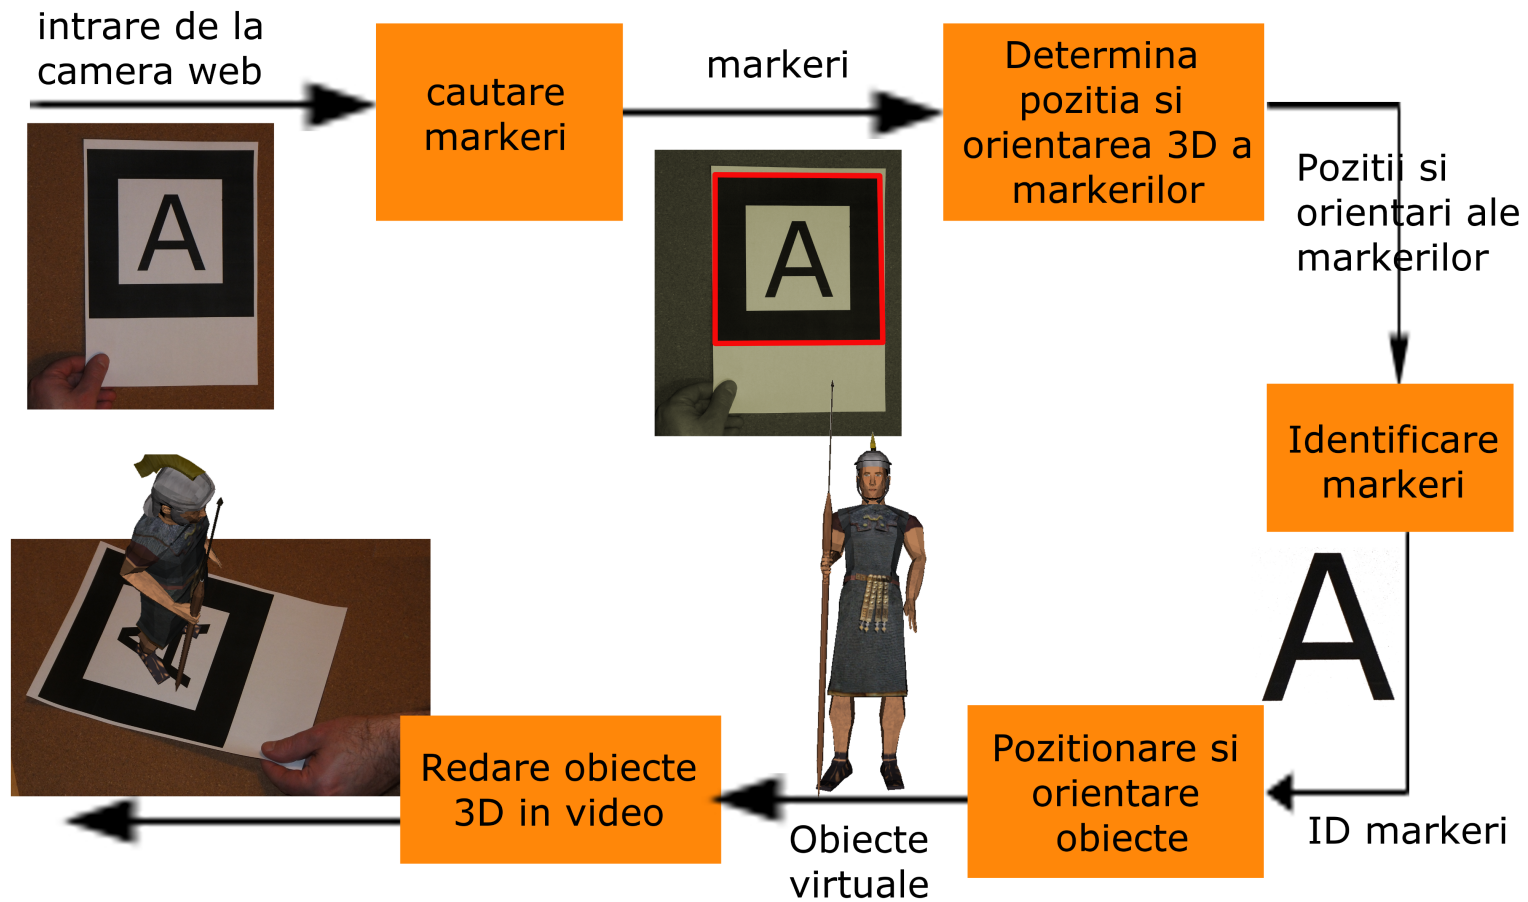 intrare de la
camera web
cautare
markeri
markeri
Determina
pozitia si
orientarea 3D a
markerilor
Pozitii si
orientari ale
markerilor
A
A
Identificare
markeri
A
ID markeri
Pozitionare si
orientare
obiecte
Obiecte
virtuale
Redare obiecte
3D in video
A